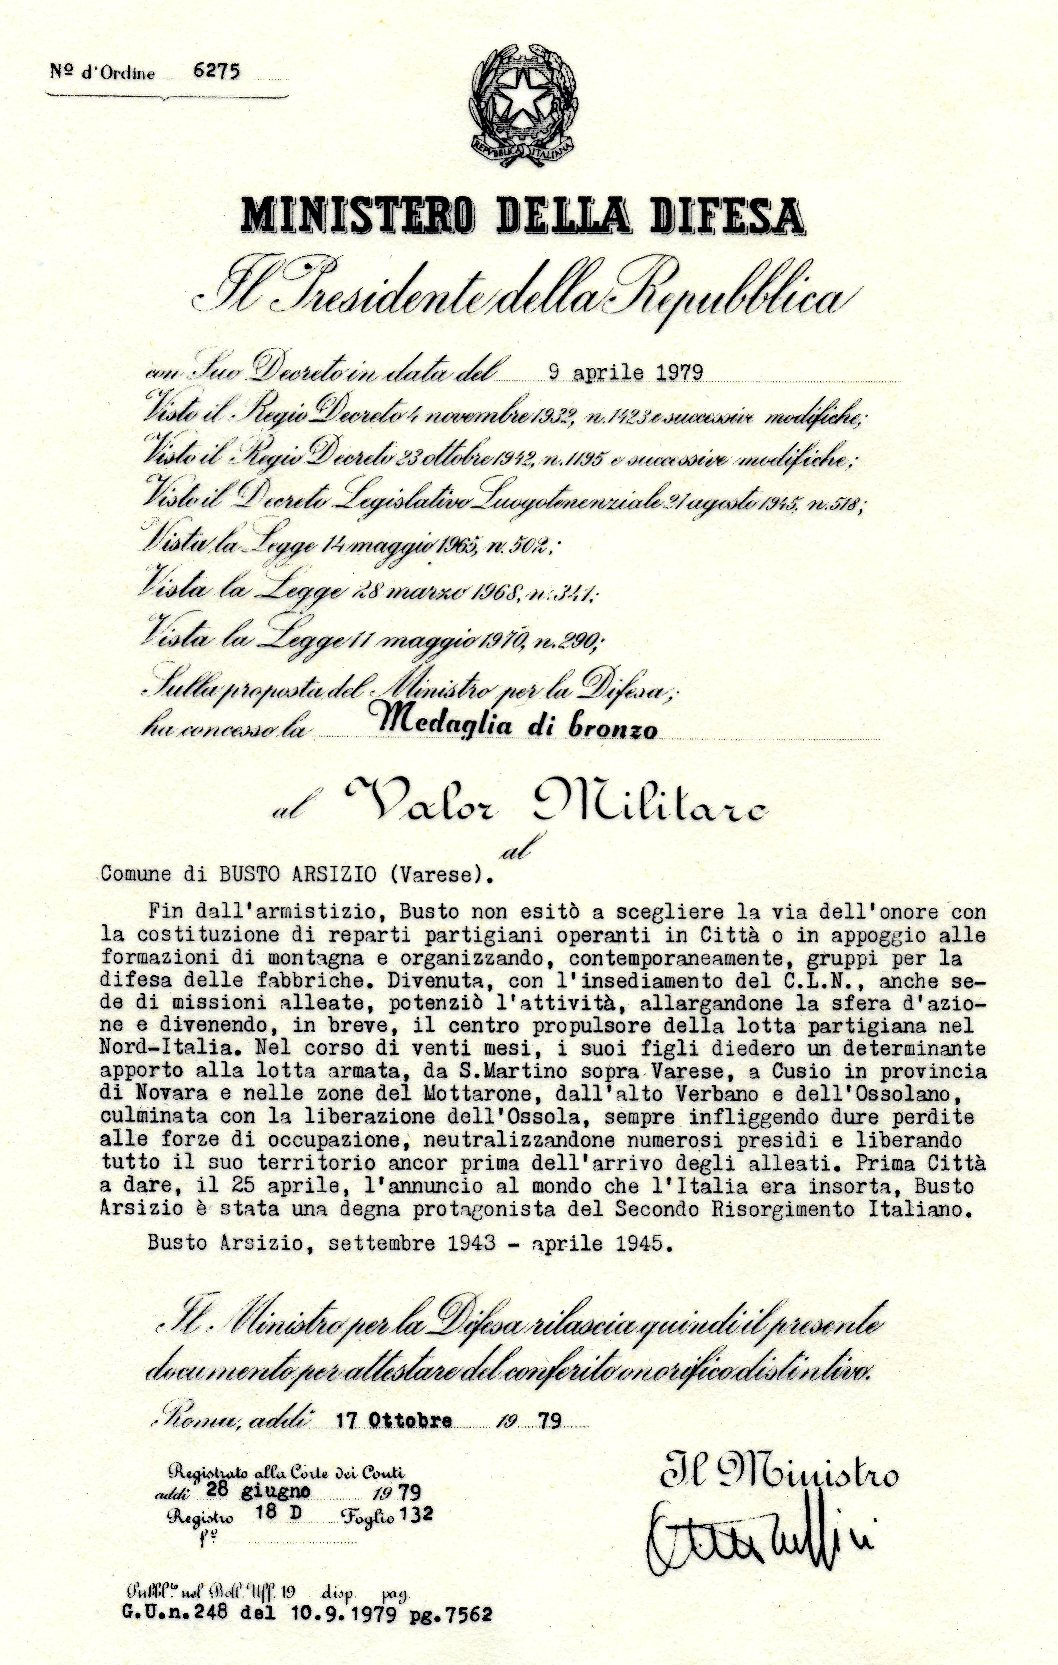 Nº d'Ordine 6275
REPVBBLICA ITALIANA
MINISTERO DELLA DIFESA
Il Presidente della Repubblica
con Suo Decreto in data del 9 aprile 1979
Visto il Regio Decreto 4 novembre 1932, n. 1423 e successive modifiche;
Visto il Regio Decreto 23 ottobre 1942, n. 1195 e successive modifiche;
Visto il Decreto Legislativo Luogotenenziale 21 agosto 1945, n. 518;
Vista la Legge 14 maggio 1965, n. 502;
Vista la Legge 28 marzo 1968, n. 341;
Vista la Legge 11 maggio 1970, n. 290;
Sulla proposta del Ministro per la Difesa;
ha concesso la Medaglia di bronzo
al Valor Militare
al
Comune di BUSTO ARSIZIO (Varese).
Fin dall'armistizio, Busto non esitò a scegliere la via dell'onore con
la costituzione di reparti partigiani operanti in Città o in appoggio alle
formazioni di montagna e organizzando, contemporaneamente, gruppi per la
difesa delle fabbriche. Divenuta, con l'insediamento del C.L.N., anche se-
de di missioni alleate, potenziò l'attività, allargandone la sfera d'azio-
ne e divenendo, in breve, il centro propulsore della lotta partigiana nel
Nord-Italia. Nel corso di venti mesi, i suoi figli diedero un determinante
apporto alla lotta armata, da S.Martino sopra Varese, a Cusio in provincia
di Novara e nelle zone del Mottarone, dall'alto Verbano e dell'Ossolano,
culminata con la liberazione dell'Ossola, sempre infliggendo dure perdite
alle forze di occupazione, neutralizzandone numerosi presidi e liberando
tutto il suo territorio ancor prima dell'arrivo degli alleati. Prima Città
a dare, il 25 aprile, l'annuncio al mondo che l'Italia era insorta, Busto
Arsizio è stata una degna protagonista del Secondo Risorgimento Italiano.
Busto Arsizio, settembre 1943 - aprile 1945.
Il Ministro per la Difesa rilascia quindi il presente
documento per attestare del conferito onorifico distintivo.
Roma, addì 17 Ottobre 19 79
Il Ministro
Registrato alla Corte dei Conti
addì 28 giugno 19 79
Registro 18 D Foglio 132
fº
Pubbl.to nel Boll. Uff. 19 disp. pag.
G.U.n.248 del 10.9.1979 pg.7562